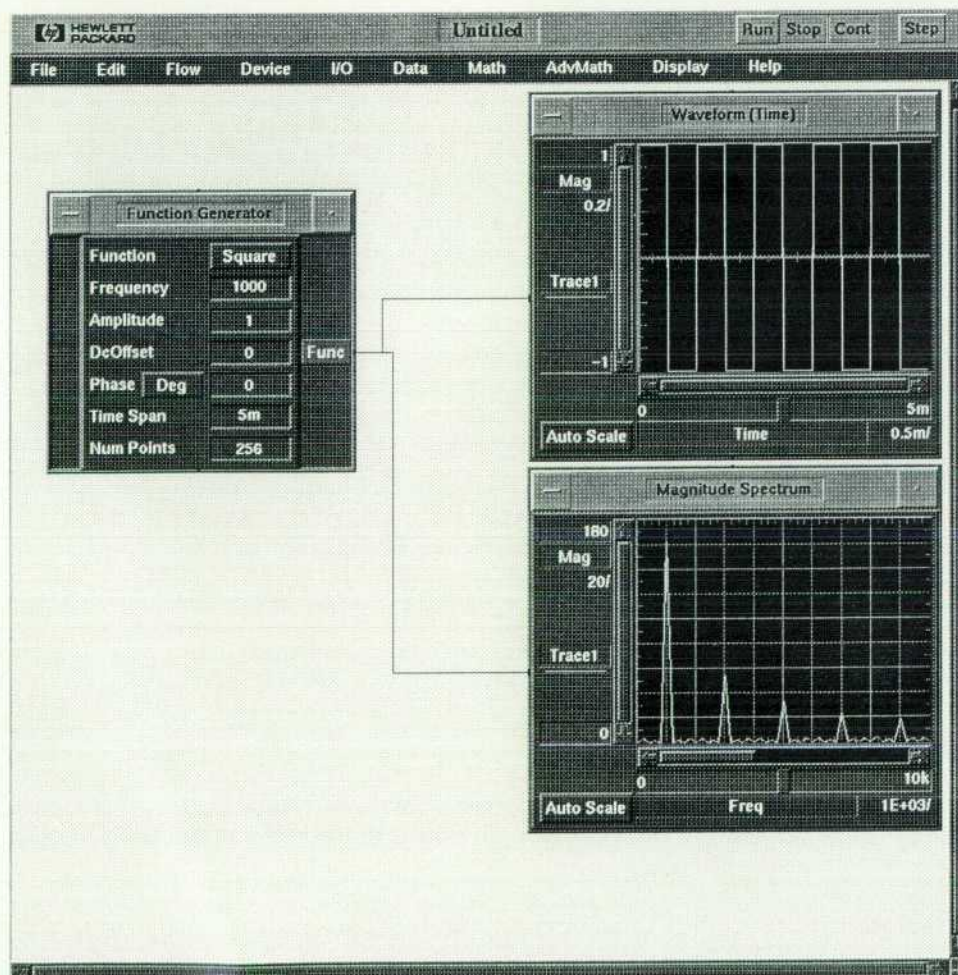 hp HEWLETT PACKARD
Untitled
Run Stop Cont Step
File Edit Flow Device I/O Data Math AdvMath Display Help
Function Generator
Function Square
Frequency 1000
Amplitude 1
DcOffset 0
Phase Deg 0
Time Span 5m
Num Points 256
Func
Waveform (Time)
1
Mag
0.2/
Trace1
-1
0 5m
Auto Scale Time 0.5m/
Magnitude Spectrum
160
Mag
20/
Trace1
0
0 10k
Auto Scale Freq 1E+03/